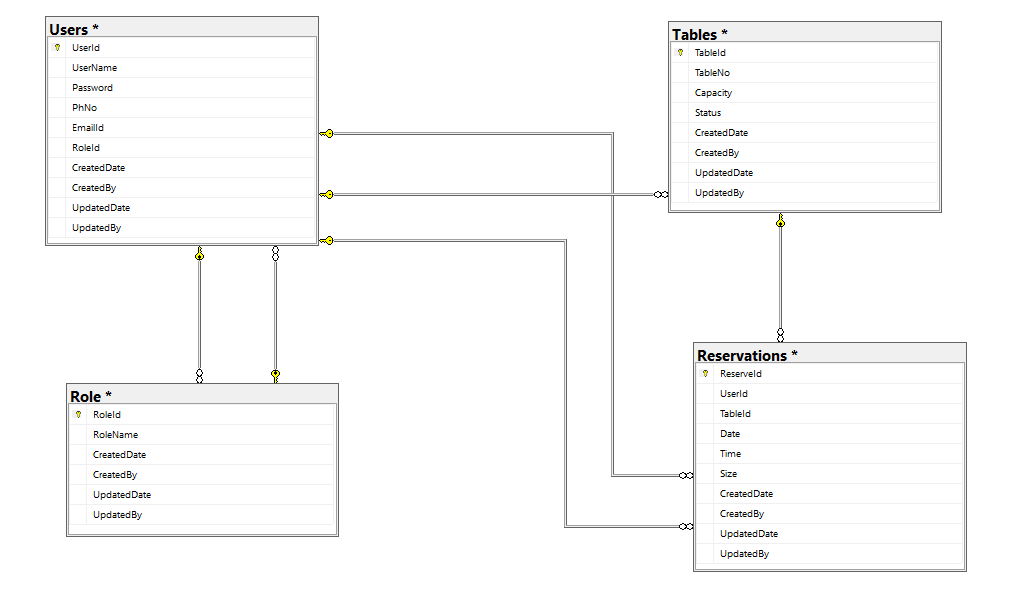 Users *
UserId
UserName
Password
PhNo
EmailId
RoleId
CreatedDate
CreatedBy
UpdatedDate
UpdatedBy
Tables *
TableId
TableNo
Capacity
Status
CreatedDate
CreatedBy
UpdatedDate
UpdatedBy
Role *
RoleId
RoleName
CreatedDate
CreatedBy
UpdatedDate
UpdatedBy
Reservations *
ReserveId
UserId
TableId
Date
Time
Size
CreatedDate
CreatedBy
UpdatedDate
UpdatedBy